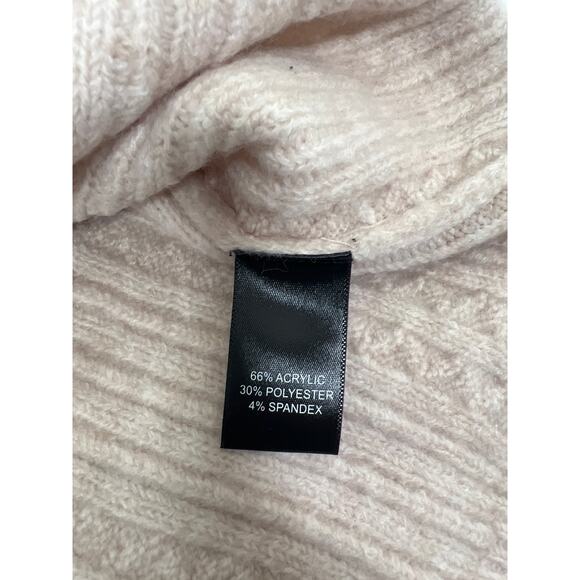 66% ACRYLIC
30% POLYESTER
4% SPANDEX